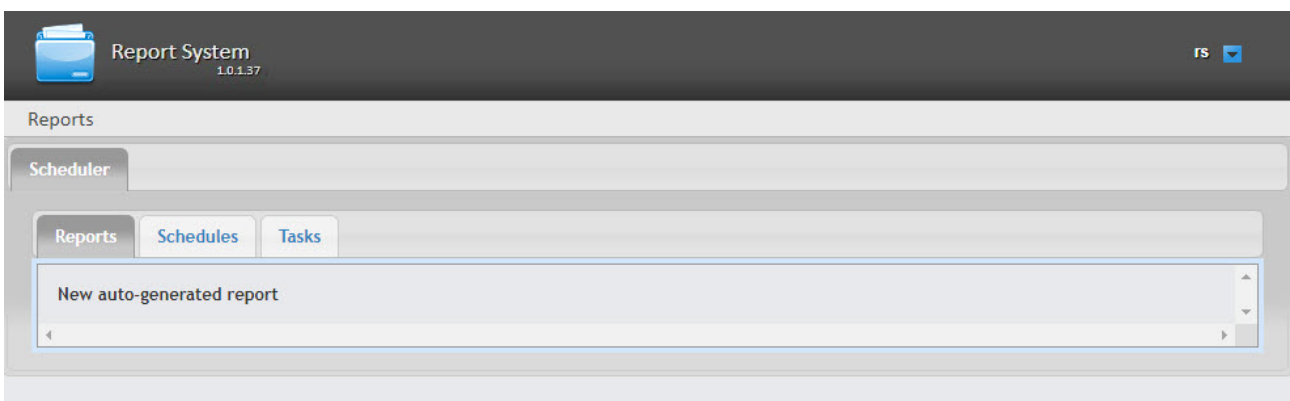 Report System
1.0.1.37
rs
Reports
Scheduler
Reports Schedules Tasks
New auto-generated report